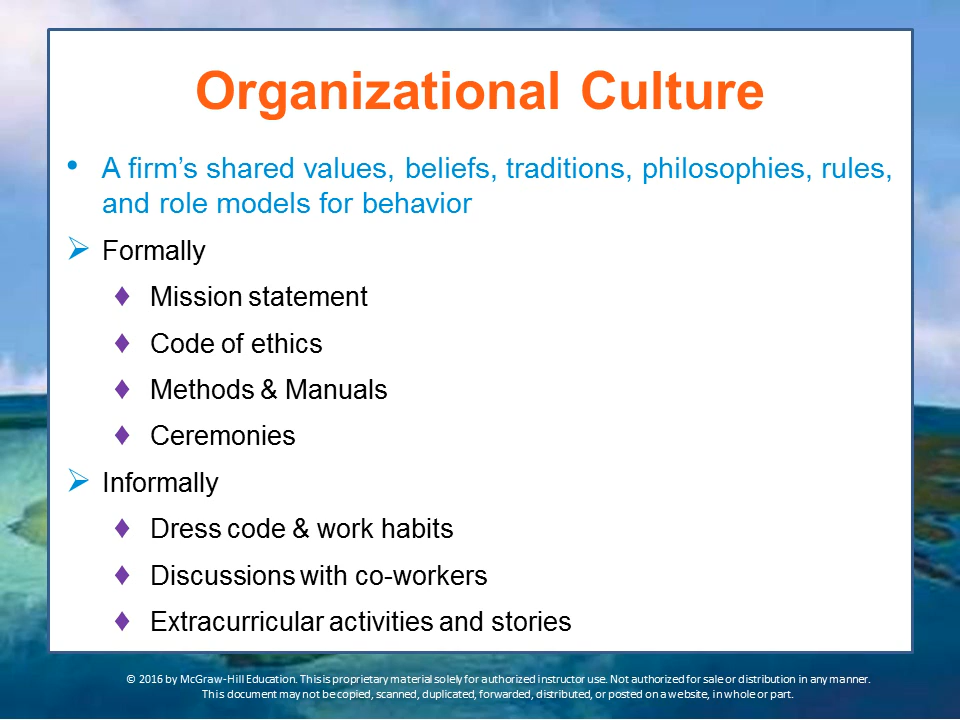 Organizational Culture
• A firm’s shared values, beliefs, traditions, philosophies, rules,
and role models for behavior
➢ Formally
♦ Mission statement
♦ Code of ethics
♦ Methods & Manuals
♦ Ceremonies
➢ Informally
♦ Dress code & work habits
♦ Discussions with co-workers
♦ Extracurricular activities and stories
© 2016 by McGraw-Hill Education. This is proprietary material solely for authorized instructor use. Not authorized for sale or distribution in any manner.
This document may not be copied, scanned, duplicated, forwarded, distributed, or posted on a website, in whole or part.